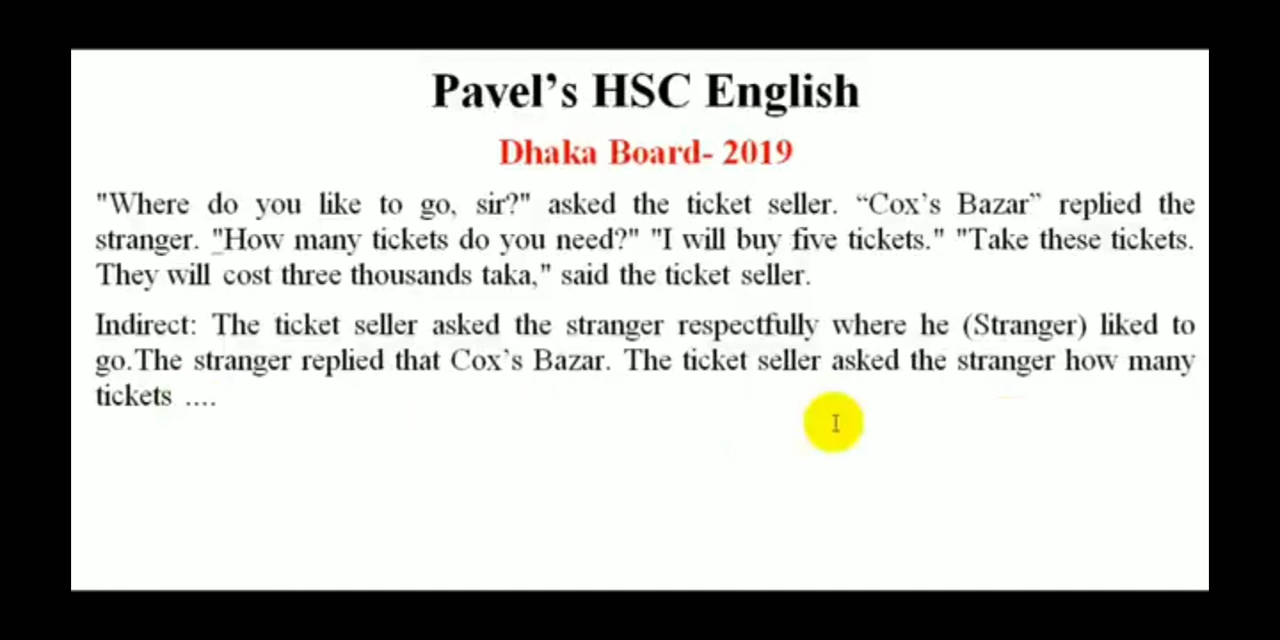 Pavel’s HSC English
Dhaka Board- 2019
"Where do you like to go, sir?" asked the ticket seller. “Cox’s Bazar” replied the
stranger. "How many tickets do you need?" "I will buy five tickets." "Take these tickets.
They will cost three thousands taka," said the ticket seller.
Indirect: The ticket seller asked the stranger respectfully where he (Stranger) liked to
go.The stranger replied that Cox’s Bazar. The ticket seller asked the stranger how many
tickets ....